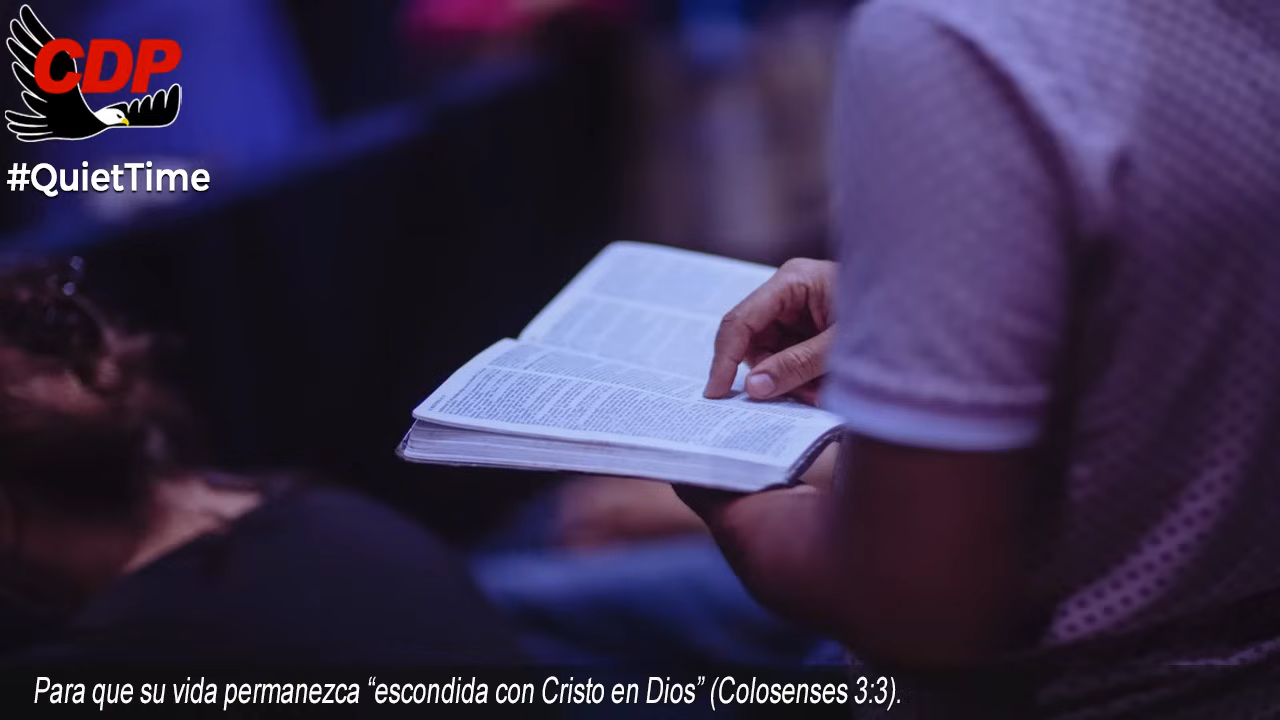 CDP
#QuietTime
Para que su vida permanezca “escondida con Cristo en Dios” (Colosenses 3:3).